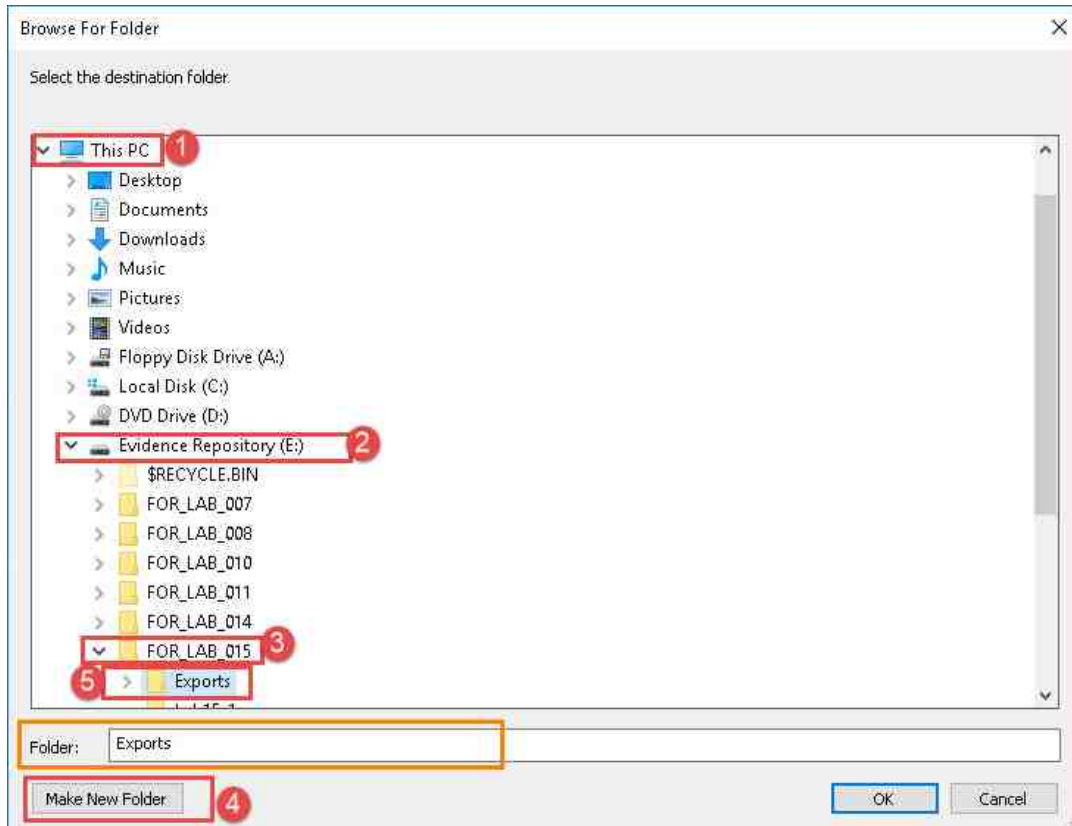 Browse For Folder
Select the destination folder.
This PC 1
Desktop
Documents
Downloads
Music
Pictures
Videos
Floppy Disk Drive (A:)
Local Disk (C:)
DVD Drive (D:)
Evidence Repository (E:) 2
$RECYCLE.BIN
FOR_LAB_007
FOR_LAB_008
FOR_LAB_010
FOR_LAB_011
FOR_LAB_014
FOR_LAB_015 3
5 Exports
Folder: Exports
Make New Folder 4 OK Cancel